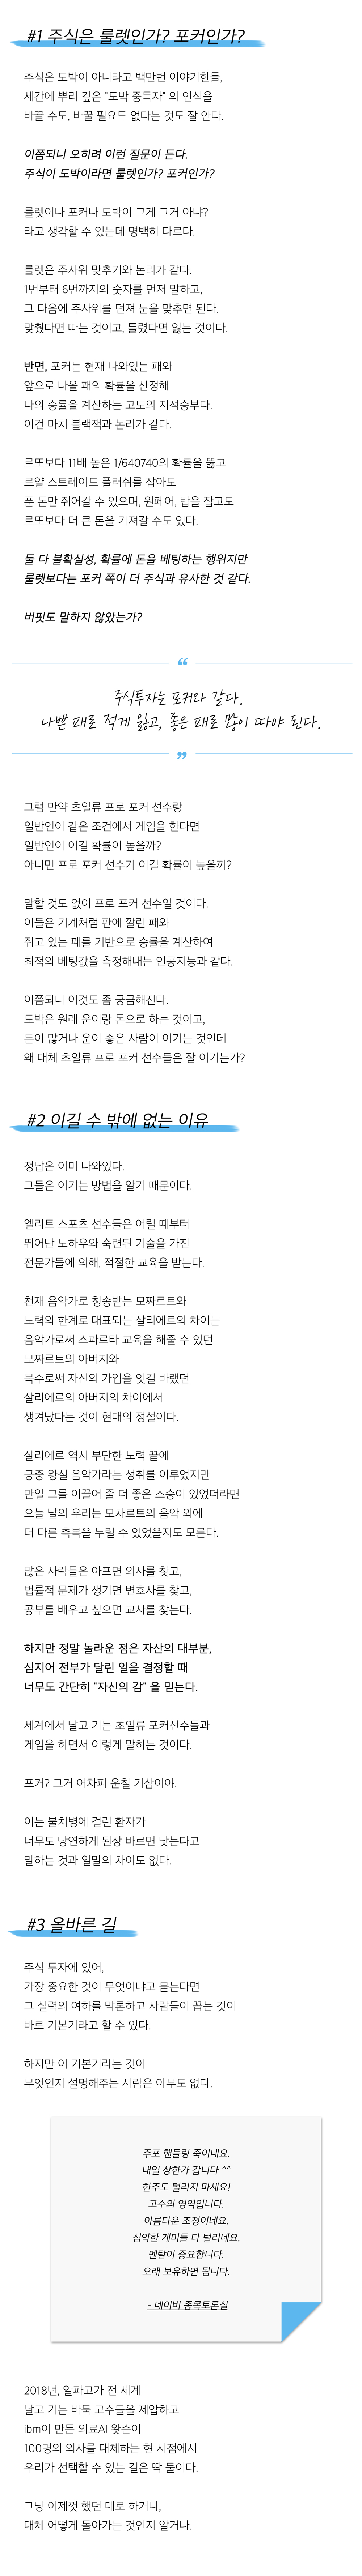 #1 주식은 룰렛인가? 포커인가?
주식은 도박이 아니라고 백만번 이야기한들,
세간에 뿌리 깊은 "도박 중독자" 의 인식을
바꿀 수도, 바꿀 필요도 없다는 것도 잘 안다.
이쯤되니 오히려 이런 질문이 든다.
주식이 도박이라면 룰렛인가? 포커인가?
룰렛이나 포커나 도박이 그게 그거 아냐?
라고 생각할 수 있는데 명백히 다르다.
룰렛은 주사위 맞추기와 논리가 같다.
1번부터 6번까지의 숫자를 먼저 말하고,
그 다음에 주사위를 던져 눈을 맞추면 된다.
맞췄다면 따는 것이고, 틀렸다면 잃는 것이다.
반면, 포커는 현재 나와있는 패와
앞으로 나올 패의 확률을 산정해
나의 승률을 계산하는 고도의 지적승부다.
이건 마치 블랙잭과 논리가 같다.
로또보다 11배 높은 1/640740의 확률을 뚫고
로얄 스트레이드 플러쉬를 잡아도
푼 돈만 쥐어갈 수 있으며, 원페어, 탑을 잡고도
로또보다 더 큰 돈을 가져갈 수도 있다.
둘 다 불확실성, 확률에 돈을 베팅하는 행위지만
룰렛보다는 포커 쪽이 더 주식과 유사한 것 같다.
버핏도 말하지 않았는가?
“
주식투자는 포커와 같다.
나쁜 패로 적게 잃고, 좋은 패로 많이 따야 된다.
”
그럼 만약 초일류 프로 포커 선수랑
일반인이 같은 조건에서 게임을 한다면
일반인이 이길 확률이 높을까?
아니면 프로 포커 선수가 이길 확률이 높을까?
말할 것도 없이 프로 포커 선수일 것이다.
이들은 기계처럼 판에 깔린 패와
쥐고 있는 패를 기반으로 승률을 계산하여
최적의 베팅값을 측정해내는 인공지능과 같다.
이쯤되니 이것도 좀 궁금해진다.
도박은 원래 운이랑 돈으로 하는 것이고,
돈이 많거나 운이 좋은 사람이 이기는 것인데
왜 대체 초일류 프로 포커 선수들은 잘 이기는가?
#2 이길 수 밖에 없는 이유
정답은 이미 나와있다.
그들은 이기는 방법을 알기 때문이다.
엘리트 스포츠 선수들은 어릴 때부터
뛰어난 노하우와 숙련된 기술을 가진
전문가들에 의해, 적절한 교육을 받는다.
천재 음악가로 칭송받는 모짜르트와
노력의 한계로 대표되는 살리에르의 차이는
음악가로써 스파르타 교육을 해줄 수 있던
모짜르트의 아버지와
목수로써 자신의 가업을 잇길 바랬던
살리에르의 아버지의 차이에서
생겨났다는 것이 현대의 정설이다.
살리에르 역시 부단한 노력 끝에
궁중 왕실 음악가라는 성취를 이루었지만
만일 그를 이끌어 줄 더 좋은 스승이 있었더라면
오늘 날의 우리는 모차르트의 음악 외에
더 다른 축복을 누릴 수 있었을지도 모른다.
많은 사람들은 아프면 의사를 찾고,
법률적 문제가 생기면 변호사를 찾고,
공부를 배우고 싶으면 교사를 찾는다.
하지만 정말 놀라운 점은 자산의 대부분,
심지어 전부가 달린 일을 결정할 때
너무도 간단히 "자신의 감" 을 믿는다.
세계에서 날고 기는 초일류 포커선수들과
게임을 하면서 이렇게 말하는 것이다.
포커? 그거 어차피 운칠 기삼이야.
이는 불치병에 걸린 환자가
너무도 당연하게 된장 바르면 낫는다고
말하는 것과 일말의 차이도 없다.
#3 올바른 길
주식 투자에 있어,
가장 중요한 것이 무엇이냐고 묻는다면
그 실력의 여하를 막론하고 사람들이 꼽는 것이
바로 기본기라고 할 수 있다.
하지만 이 기본기라는 것이
무엇인지 설명해주는 사람은 아무도 없다.
주포 핸들링 죽이네요.
내일 상한가 갑니다 ^^
한주도 털리지 마세요!
고수의 영역입니다.
아름다운 조정이네요.
심약한 개미들 다 털리네요.
멘탈이 중요합니다.
오래 보유하면 됩니다.
- 네이버 종목토론실
2018년, 알파고가 전 세계
날고 기는 바둑 고수들을 제압하고
ibm이 만든 의료AI 왓슨이
100명의 의사를 대체하는 현 시점에서
우리가 선택할 수 있는 길은 딱 둘이다.
그냥 이제껏 했던 대로 하거나,
대체 어떻게 돌아가는 것인지 알거나.